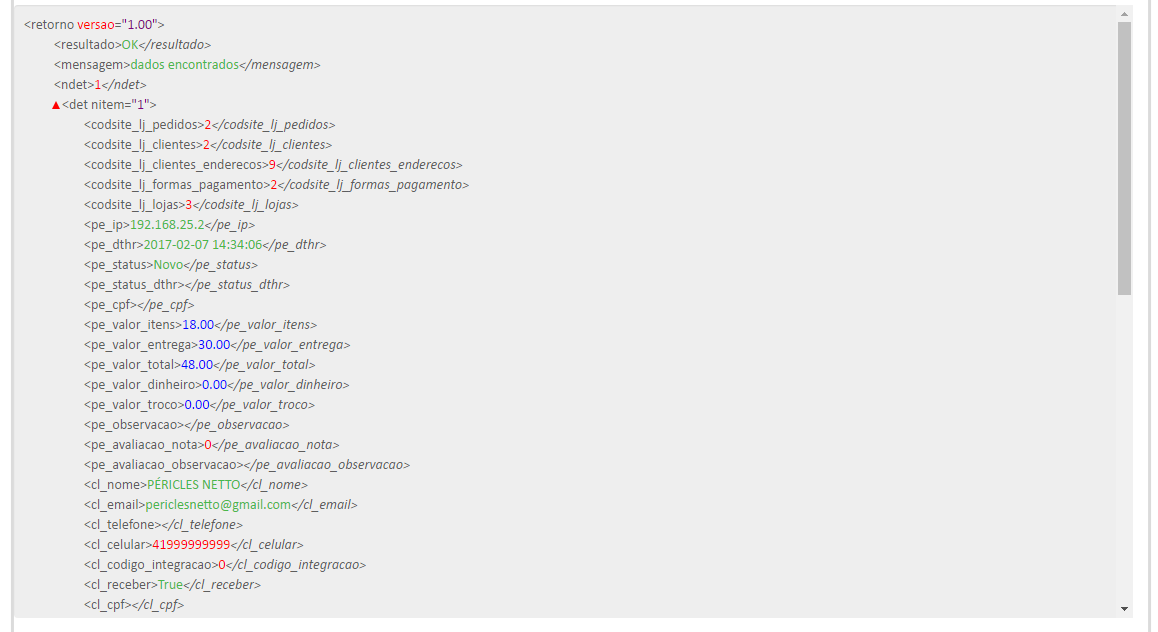 <retorno versao="1.00">
<resultado>OK</resultado>
<mensagem>dados encontrados</mensagem>
<ndet>1</ndet>
▲<det nitem="1">
<codsite_lj_pedidos>2</codsite_lj_pedidos>
<codsite_lj_clientes>2</codsite_lj_clientes>
<codsite_lj_clientes_enderecos>9</codsite_lj_clientes_enderecos>
<codsite_lj_formas_pagamento>2</codsite_lj_formas_pagamento>
<codsite_lj_lojas>3</codsite_lj_lojas>
<pe_ip>192.168.25.2</pe_ip>
<pe_dthr>2017-02-07 14:34:06</pe_dthr>
<pe_status>Novo</pe_status>
<pe_status_dthr></pe_status_dthr>
<pe_cpf></pe_cpf>
<pe_valor_itens>18.00</pe_valor_itens>
<pe_valor_entrega>30.00</pe_valor_entrega>
<pe_valor_total>48.00</pe_valor_total>
<pe_valor_dinheiro>0.00</pe_valor_dinheiro>
<pe_valor_troco>0.00</pe_valor_troco>
<pe_observacao></pe_observacao>
<pe_avaliacao_nota>0</pe_avaliacao_nota>
<pe_avaliacao_observacao></pe_avaliacao_observacao>
<cl_nome>PÉRICLES NETTO</cl_nome>
<cl_email>periclesnetto@gmail.com</cl_email>
<cl_telefone></cl_telefone>
<cl_celular>41999999999</cl_celular>
<cl_codigo_integracao>0</cl_codigo_integracao>
<cl_receber>True</cl_receber>
<cl_cpf></cl_cpf>